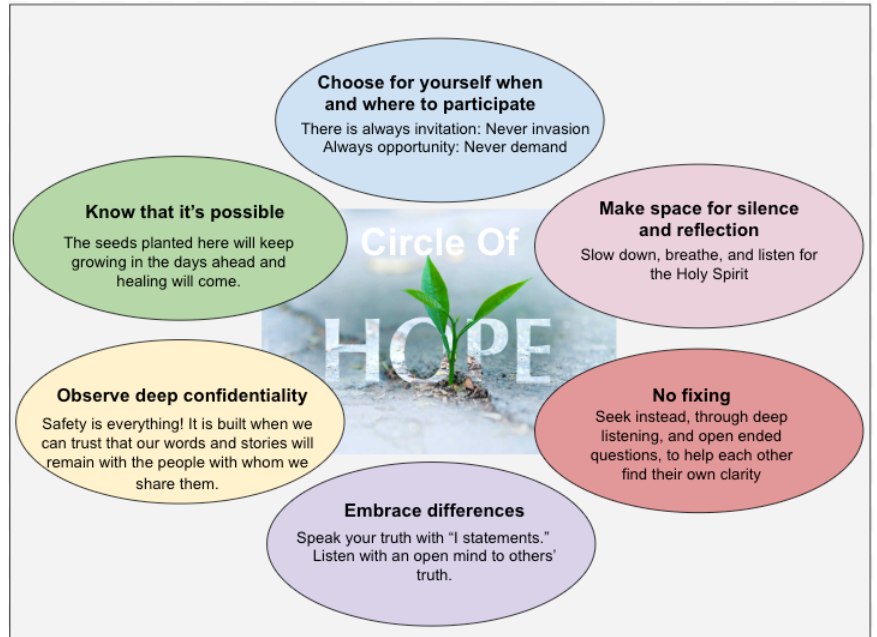 Choose for yourself when
and where to participate
There is always invitation: Never invasion
Always opportunity: Never demand
Know that it's possible
The seeds planted here will keep
growing in the days ahead and
healing will come.
Make space for silence
and reflection
Slow down, breathe, and listen for
the Holy Spirit
Circle Of
HOPE
Observe deep confidentiality
Safety is everything! It is built when we
can trust that our words and stories will
remain with the people with whom we
share them.
No fixing
Seek instead, through deep
listening, and open ended
questions, to help each other
find their own clarity
Embrace differences
Speak your truth with “I statements.”
Listen with an open mind to others’
truth.